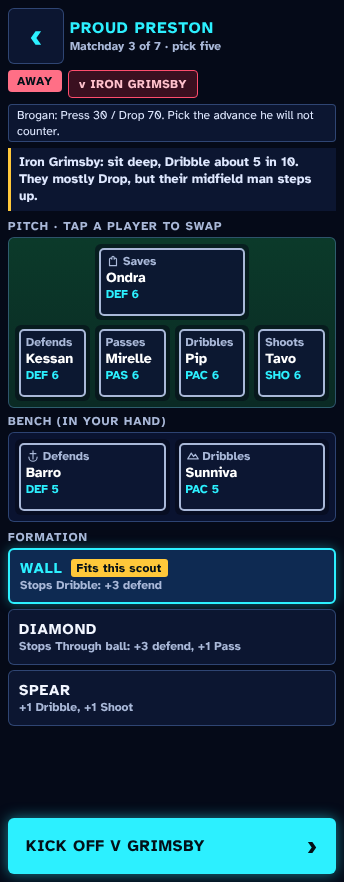 ‹
PROUD PRESTON
Matchday 3 of 7 · pick five
AWAY
v IRON GRIMSBY
Brogan: Press 30 / Drop 70. Pick the advance he will not
counter.
Iron Grimsby: sit deep, Dribble about 5 in 10.
They mostly Drop, but their midfield man steps
up.
PITCH · TAP A PLAYER TO SWAP
Saves
Ondra
DEF 6
Defends
Kessan
DEF 6
Passes
Mirelle
PAS 6
Dribbles
Pip
PAC 6
Shoots
Tavo
SHO 6
BENCH (IN YOUR HAND)
Defends
Barro
DEF 5
Dribbles
Sunniva
PAC 5
FORMATION
WALL Fits this scout
Stops Dribble: +3 defend
DIAMOND
Stops Through ball: +3 defend, +1 Pass
SPEAR
+1 Dribble, +1 Shoot
KICK OFF V GRIMSBY ›